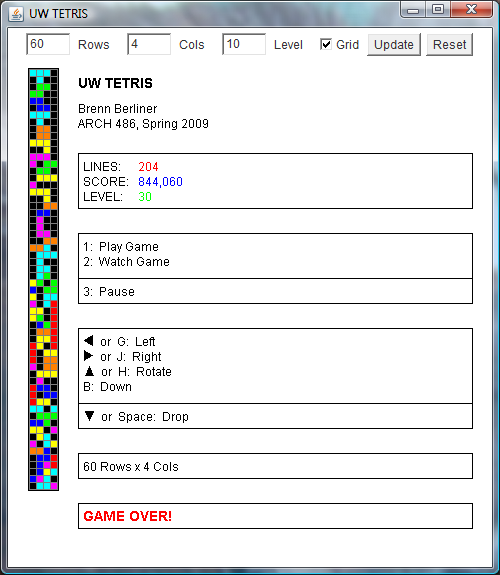 UW TETRIS
60 Rows 4 Cols 10 Level Grid Update Reset
UW TETRIS
Brenn Berliner
ARCH 486, Spring 2009
LINES: 204
SCORE: 844,060
LEVEL: 30
1: Play Game
2: Watch Game
3: Pause
◄ or G: Left
► or J: Right
▲ or H: Rotate
B: Down
▼ or Space: Drop
60 Rows x 4 Cols
GAME OVER!